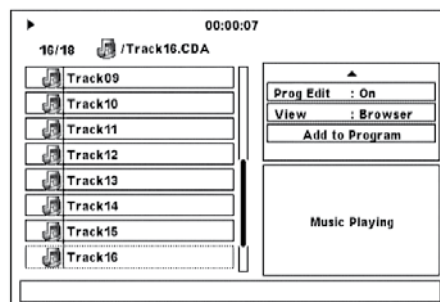 00:00:07
16/18 /Track16.CDA
Track09
Track10
Track11
Track12
Track13
Track14
Track15
Track16
Prog Edit : On
View : Browser
Add to Program
Music Playing